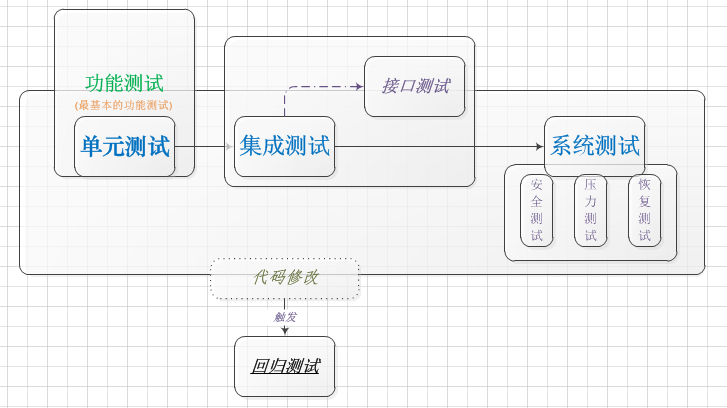 功能测试
(最基本的功能测试)
单元测试
集成测试
接口测试
系统测试
安全测试
压力测试
恢复测试
代码修改
触发
回归测试